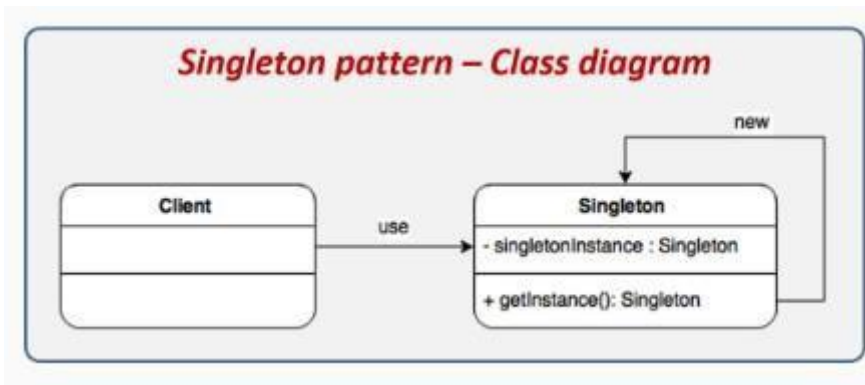 Singleton pattern – Class diagram
new
Client
use
Singleton
- singletonInstance : Singleton
+ getInstance(): Singleton